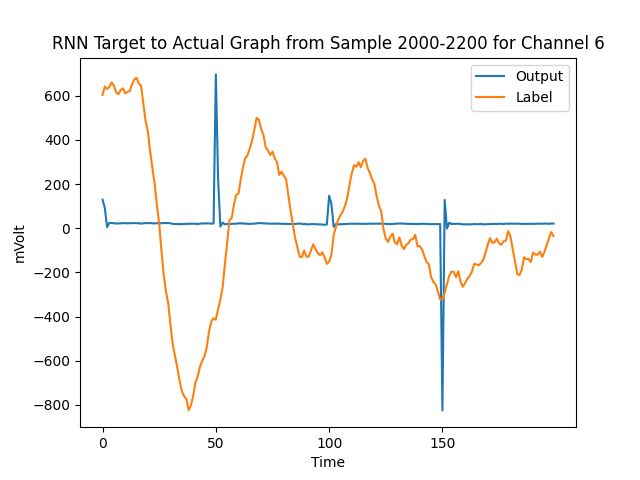 RNN Target to Actual Graph from Sample 2000-2200 for Channel 6
Output
Label
600
400
200
0
−200
−400
−600
−800
mVolt
0 50 100 150
Time